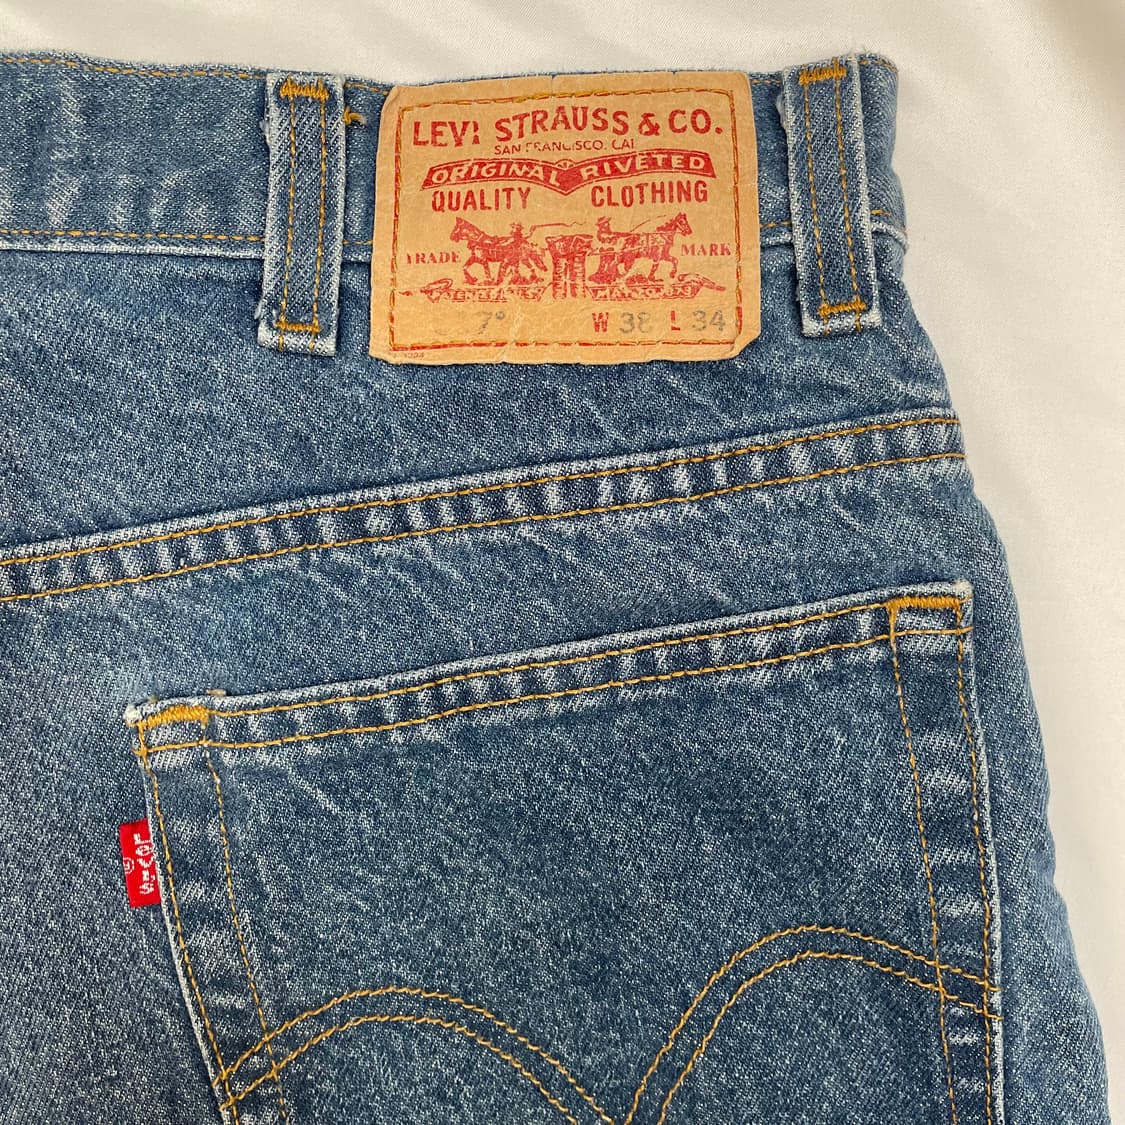 LEVI STRAUSS & CO.
SAN FRANCISCO. CAL
ORIGINAL RIVETED
QUALITY CLOTHING
TRADE MARK
W 38 L 34
LEVI'S
®